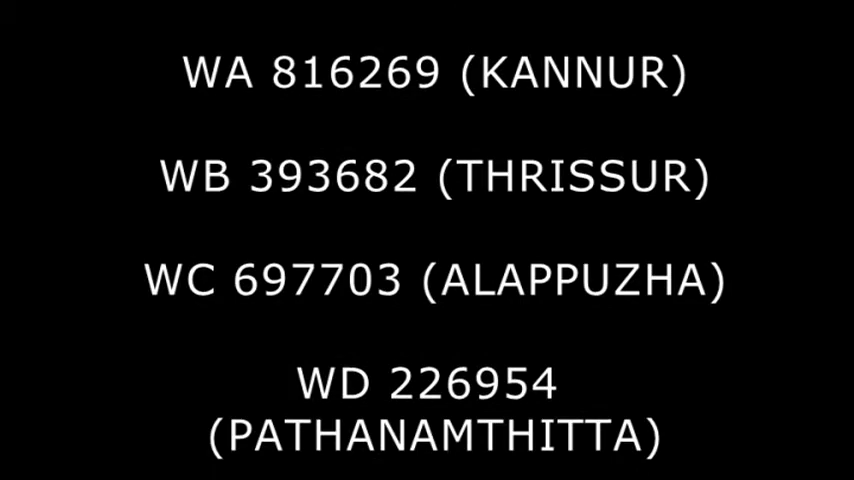 WA 816269 (KANNUR)
WB 393682 (THRISSUR)
WC 697703 (ALAPPUZHA)
WD 226954
(PATHANAMTHITTA)